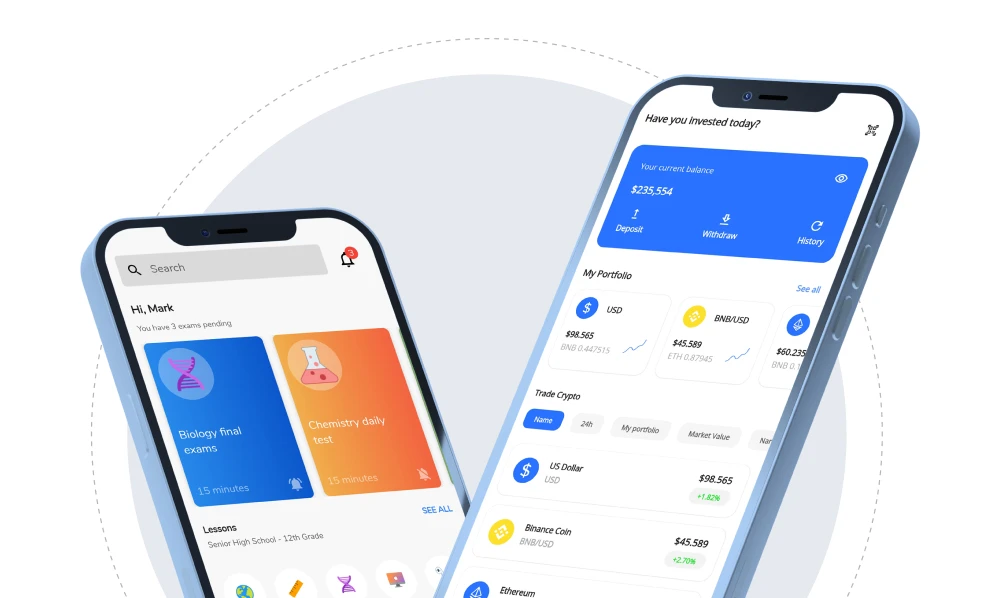 Search
3
Hi, Mark
You have 3 exams pending
Biology final
exams
15 minutes
Chemistry daily
test
15 minutes
Lessons
SEE ALL
Senior High School - 12th Grade
Have you invested today?
Your current balance
$235,554
Deposit
Withdraw
History
My Portfolio
See all
USD
$98.565
BNB 0.447515
BNB/USD
$45.589
ETH 0.87945
$60.235
BNB 0.1
Trade Crypto
Name
24h
My portfolio
Market Value
Nar
US Dollar
USD
$98.565
+1.82%
Binance Coin
BNB/USD
$45.589
+2.70%
Ethereum